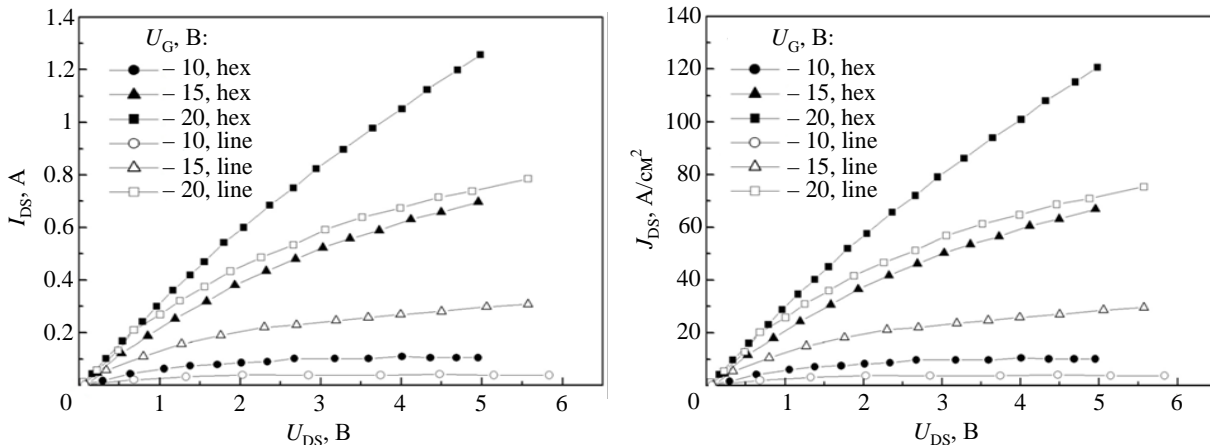 1.4
1.2
1
0.8
0.6
0.4
0.2
0
1
2
3
4
5
6
I_DS, А
U_DS, В
U_G, В:
– 10, hex
– 15, hex
– 20, hex
– 10, line
– 15, line
– 20, line
140
120
100
80
60
40
20
0
1
2
3
4
5
6
J_DS, А/см²
U_DS, В
U_G, В:
– 10, hex
– 15, hex
– 20, hex
– 10, line
– 15, line
– 20, line